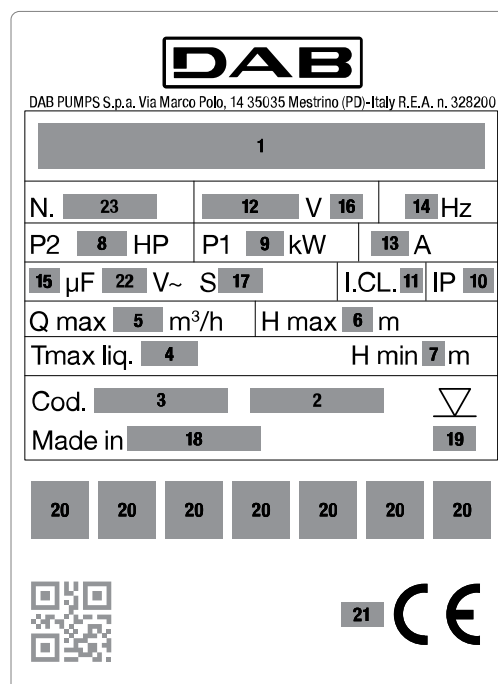 DAB
DAB PUMPS S.p.a. Via Marco Polo, 14 35035 Mestrino (PD)-Italy R.E.A. n. 328200
1
N. 23 12 V 16 14 Hz
P2 8 HP P1 9 kW 13 A
15 µF 22 V~ S 17 I.CL. 11 IP 10
Q max 5 m³/h H max 6 m
Tmax liq. 4 H min 7 m
Cod. 3 2
Made in 18 19
20 20 20 20 20 20 20
21 CE